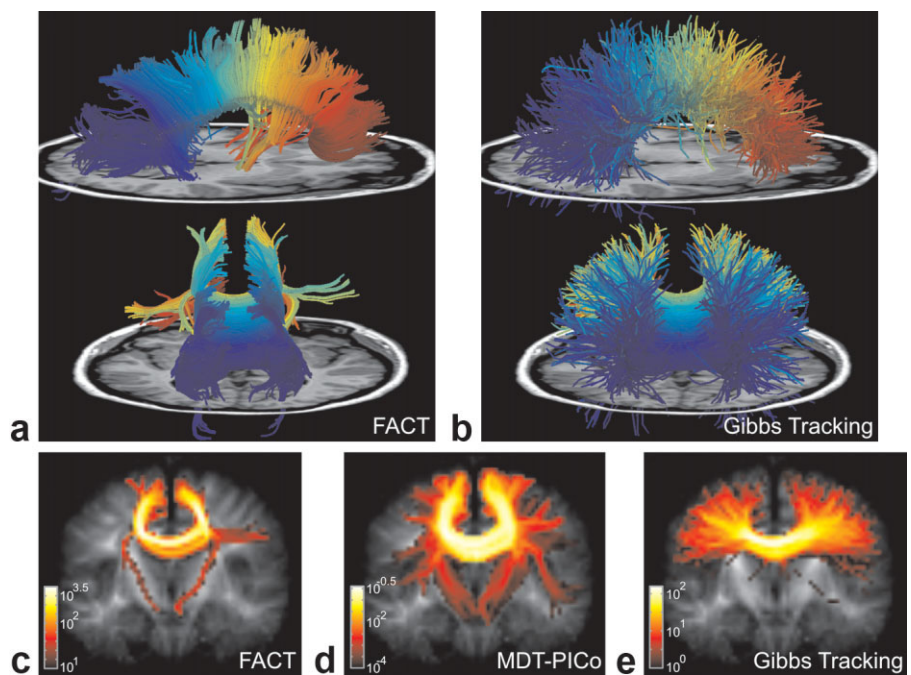 a
FACT
b
Gibbs Tracking
10^3.5
10^2
10^1
c
FACT
10^-0.5
10^-2
10^4
d
MDT-PICo
10^2
10^1
10^0
e
Gibbs Tracking